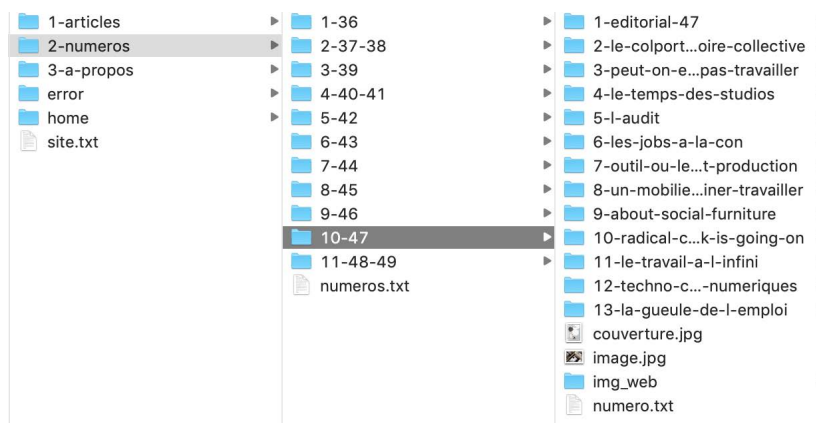 1-articles
2-numeros
3-a-propos
error
home
site.txt
1-36
2-37-38
3-39
4-40-41
5-42
6-43
7-44
8-45
9-46
10-47
11-48-49
numeros.txt
1-editorial-47
2-le-colport...oire-collective
3-peut-on-e...pas-travailler
4-le-temps-des-studios
5-l-audit
6-les-jobs-a-la-con
7-outil-ou-le...t-production
8-un-mobilie...iner-travailler
9-about-social-furniture
10-radical-c...k-is-going-on
11-le-travail-a-l-infini
12-techno-c...-numeriques
13-la-gueule-de-l-emploi
couverture.jpg
image.jpg
img_web
numero.txt